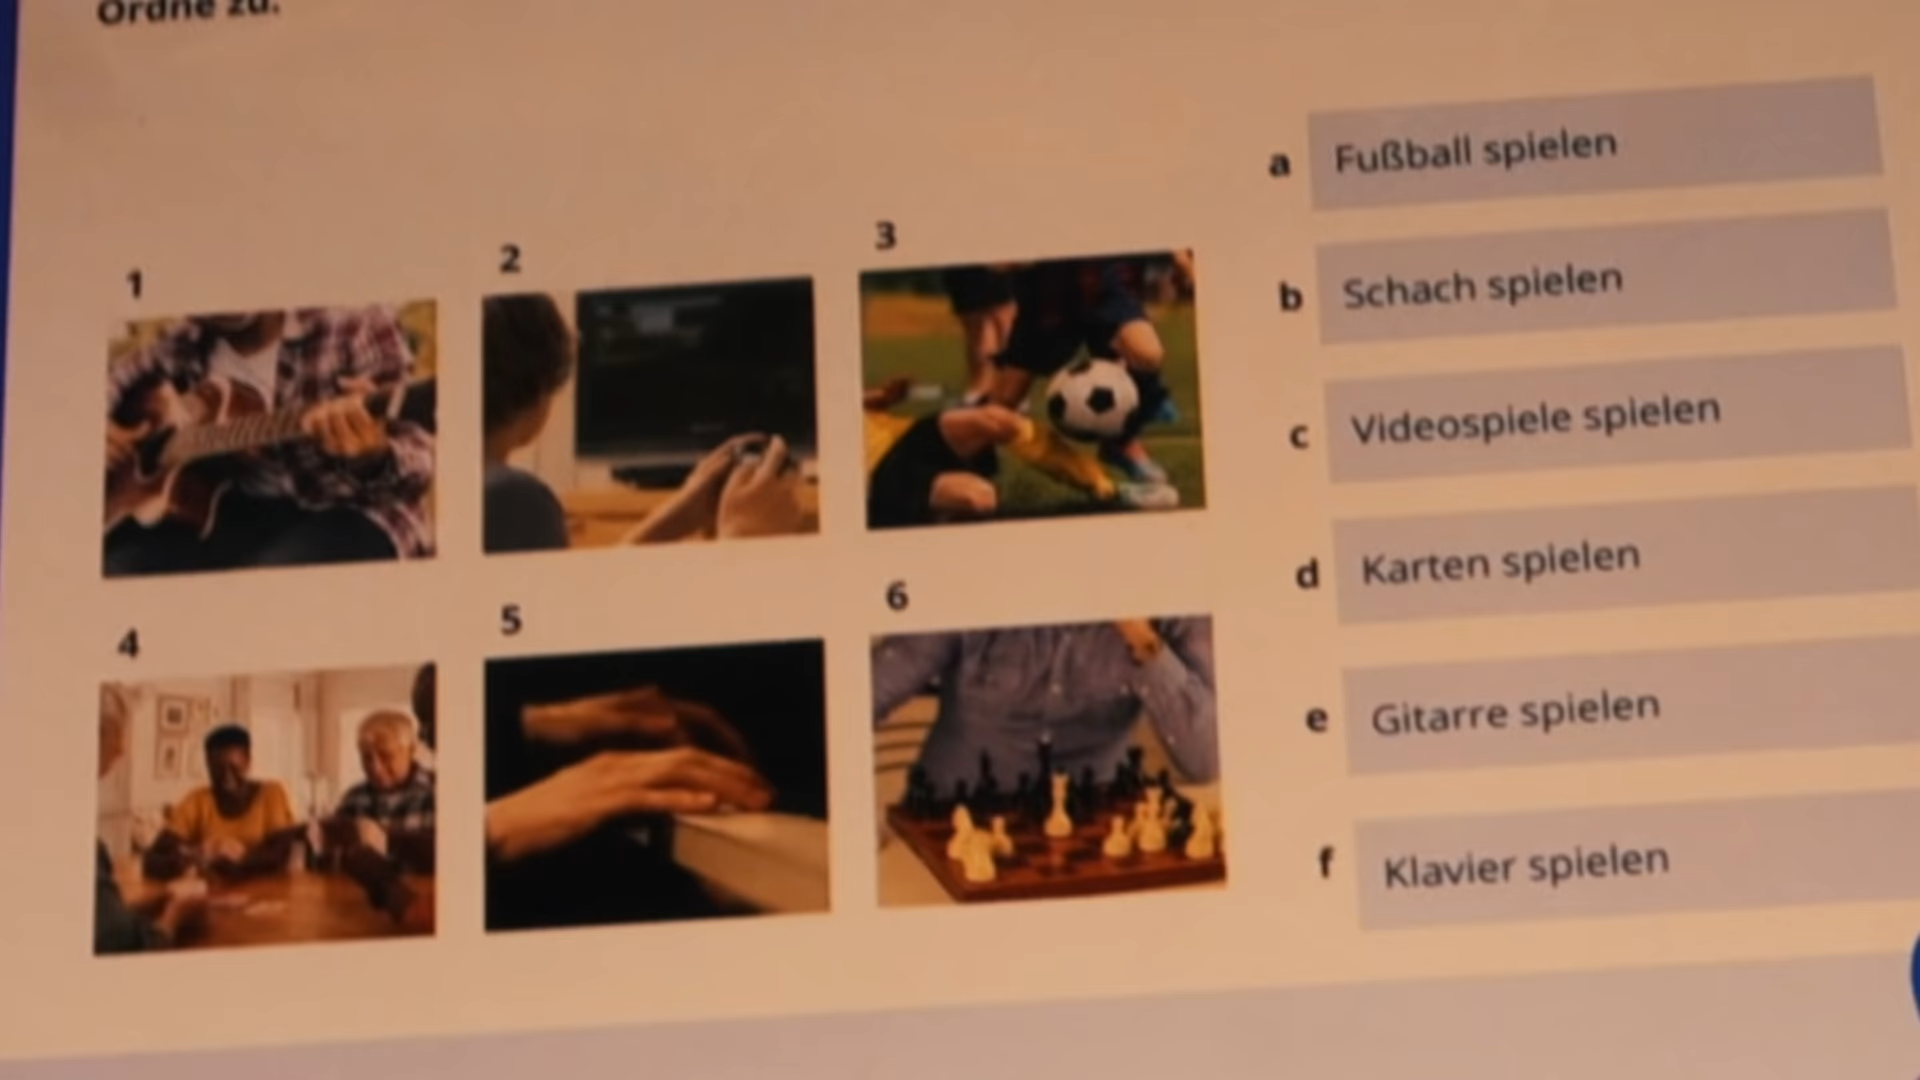 Ordne zu.
1
2
3
4
5
6
a Fußball spielen
b Schach spielen
c Videospiele spielen
d Karten spielen
e Gitarre spielen
f Klavier spielen